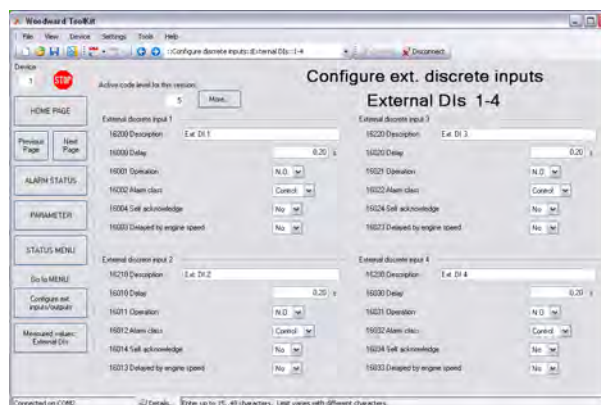 Woodward ToolKit
File View Device Settings Tools Help
::Configure discrete inputs::External DIs::1-4
Disconnect
Device
1
STOP
Active code level for this version:
5 More...
Configure ext. discrete inputs
External DIs 1-4
HOME PAGE
Previous Page
Next Page
ALARM STATUS
PARAMETER
STATUS MENU
Go to MENU:
Configure ext. inputs/outputs
Measured values: External DIs
External discrete input 1
16200 Description Ext. DI 1
16000 Delay 0.20 s
16001 Operation N.O.
16002 Alarm class Control
16004 Self acknowledge No
16003 Delayed by engine speed No
External discrete input 2
16210 Description Ext. DI 2
16010 Delay 0.20 s
16011 Operation N.O.
16012 Alarm class Control
16014 Self acknowledge No
16013 Delayed by engine speed No
External discrete input 3
16220 Description Ext. DI 3
16020 Delay 0.20 s
16021 Operation N.O.
16022 Alarm class Control
16024 Self acknowledge No
16023 Delayed by engine speed No
External discrete input 4
16230 Description Ext. DI 4
16030 Delay 0.20 s
16031 Operation N.O.
16032 Alarm class Control
16034 Self acknowledge No
16033 Delayed by engine speed No
Connected on COM2 Details... Enter up to 15..40 characters. Limit varies with different characters.